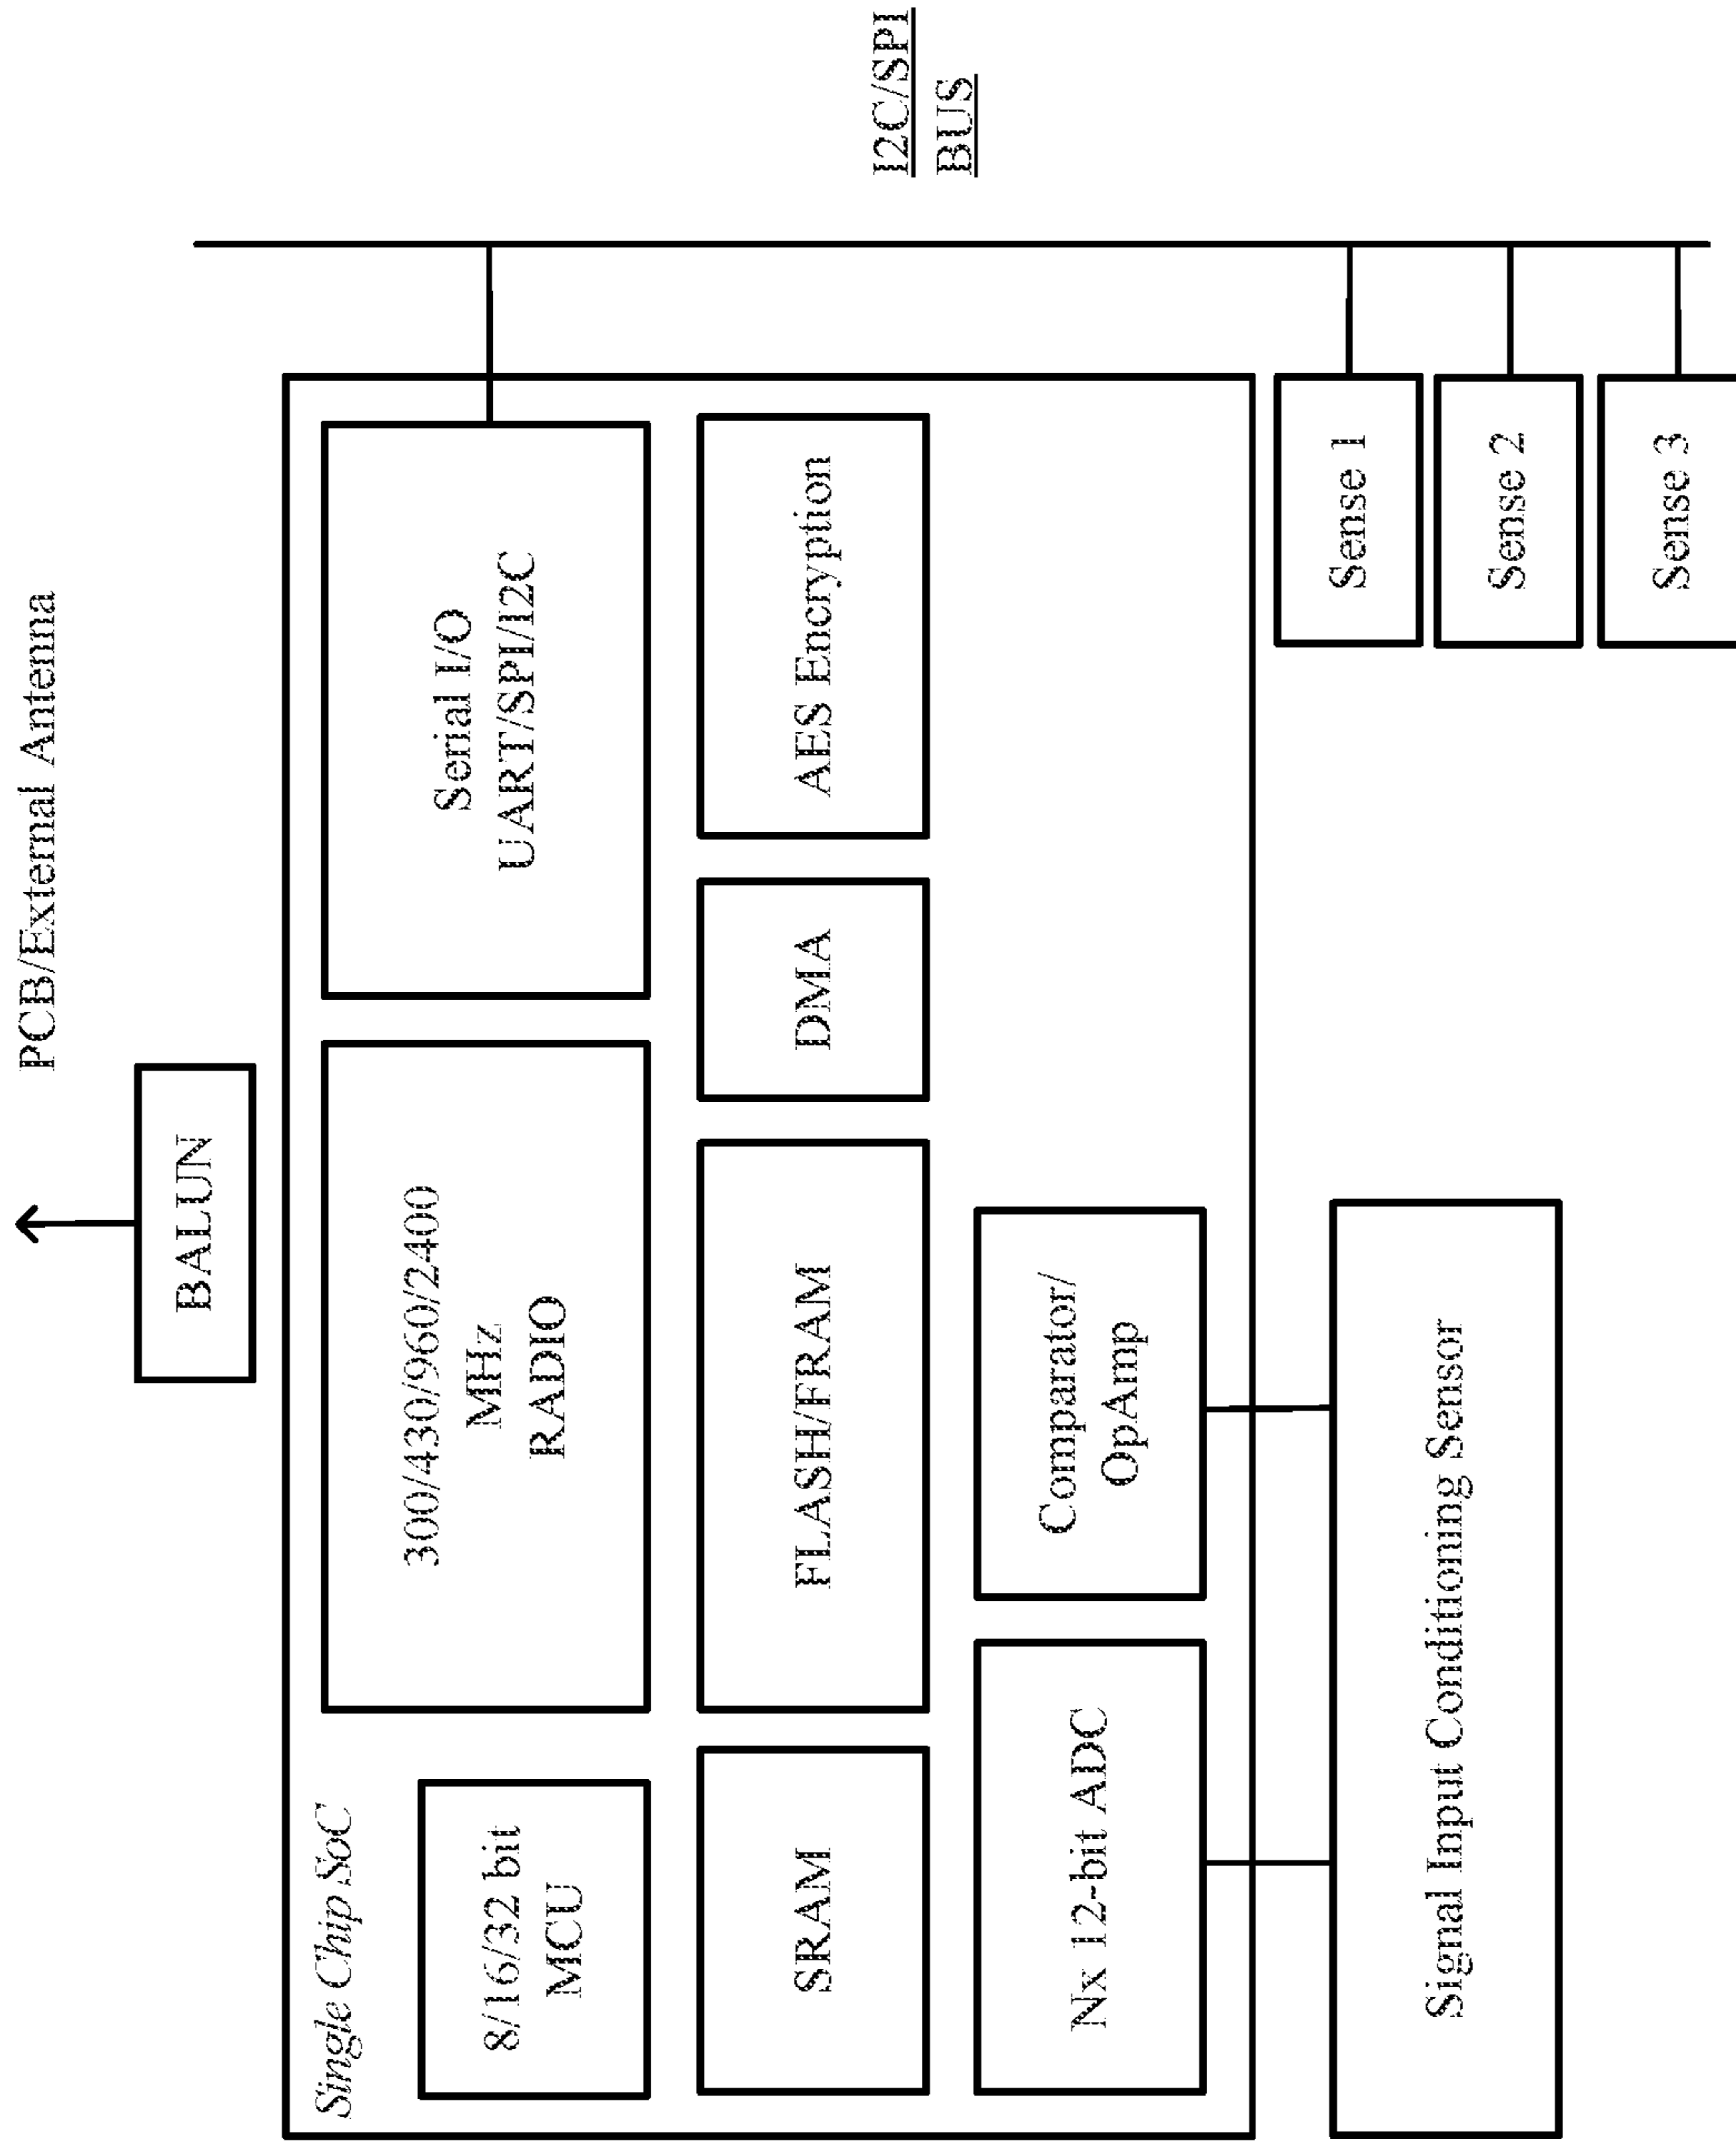 PCB/External Antenna
BALUN
Single Chip SoC
8/16/32 bit
MCU
300/430/960/2400
MHz
RADIO
Serial I/O
UART/SPI/I2C
SRAM
FLASH/FRAM
DMA
AES Encryption
Nx 12-bit ADC
Comparator/
OpAmp
Signal Input Conditioning Sensor
Sense 1
Sense 2
Sense 3
I2C/SPI
BUS